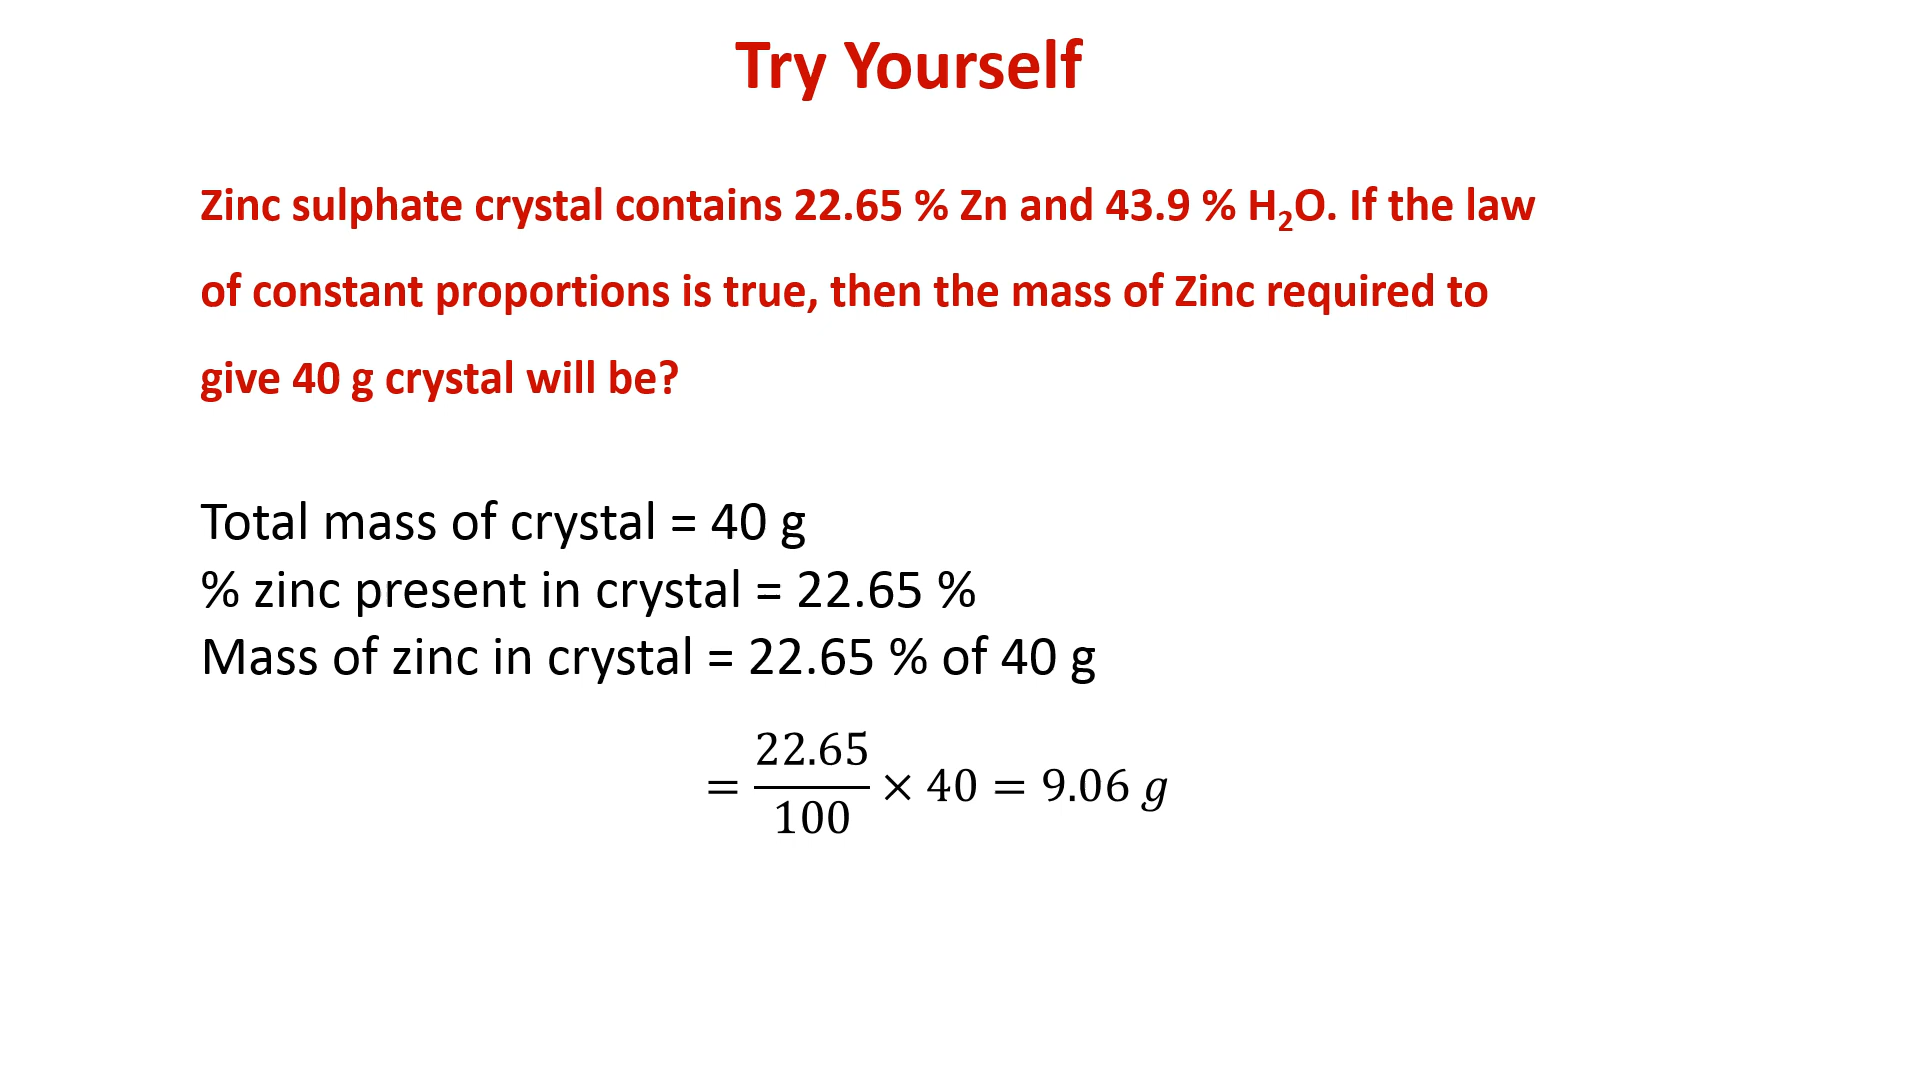 Try Yourself
Zinc sulphate crystal contains 22.65 % Zn and 43.9 % H₂O. If the law
of constant proportions is true, then the mass of Zinc required to
give 40 g crystal will be?
Total mass of crystal = 40 g
% zinc present in crystal = 22.65 %
Mass of zinc in crystal = 22.65 % of 40 g
= 22.65/100 × 40 = 9.06 g